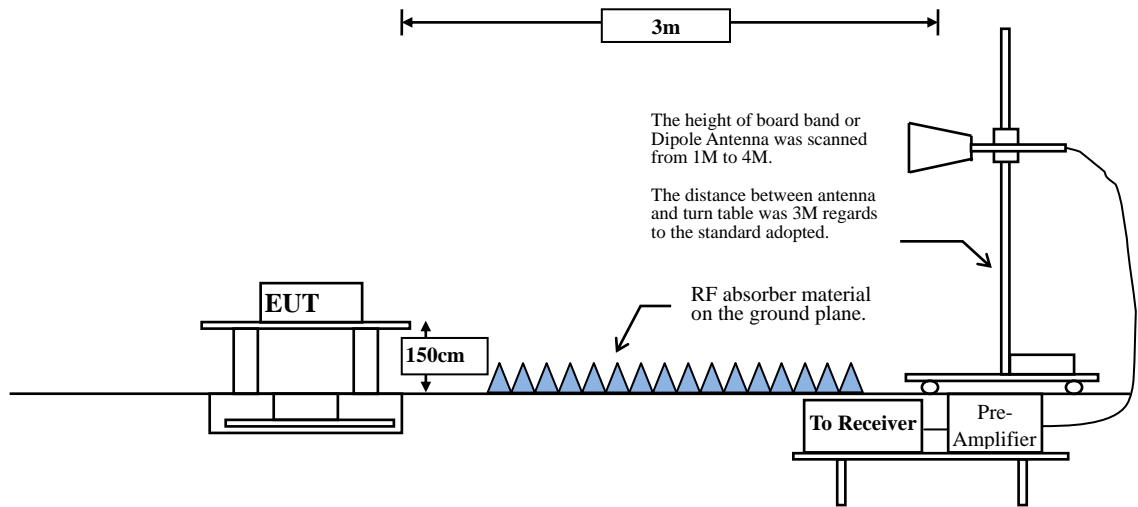 3m
The height of board band or
Dipole Antenna was scanned
from 1M to 4M.
The distance between antenna
and turn table was 3M regards
to the standard adopted.
EUT
RF absorber material
on the ground plane.
150cm
To Receiver
Pre-
Amplifier